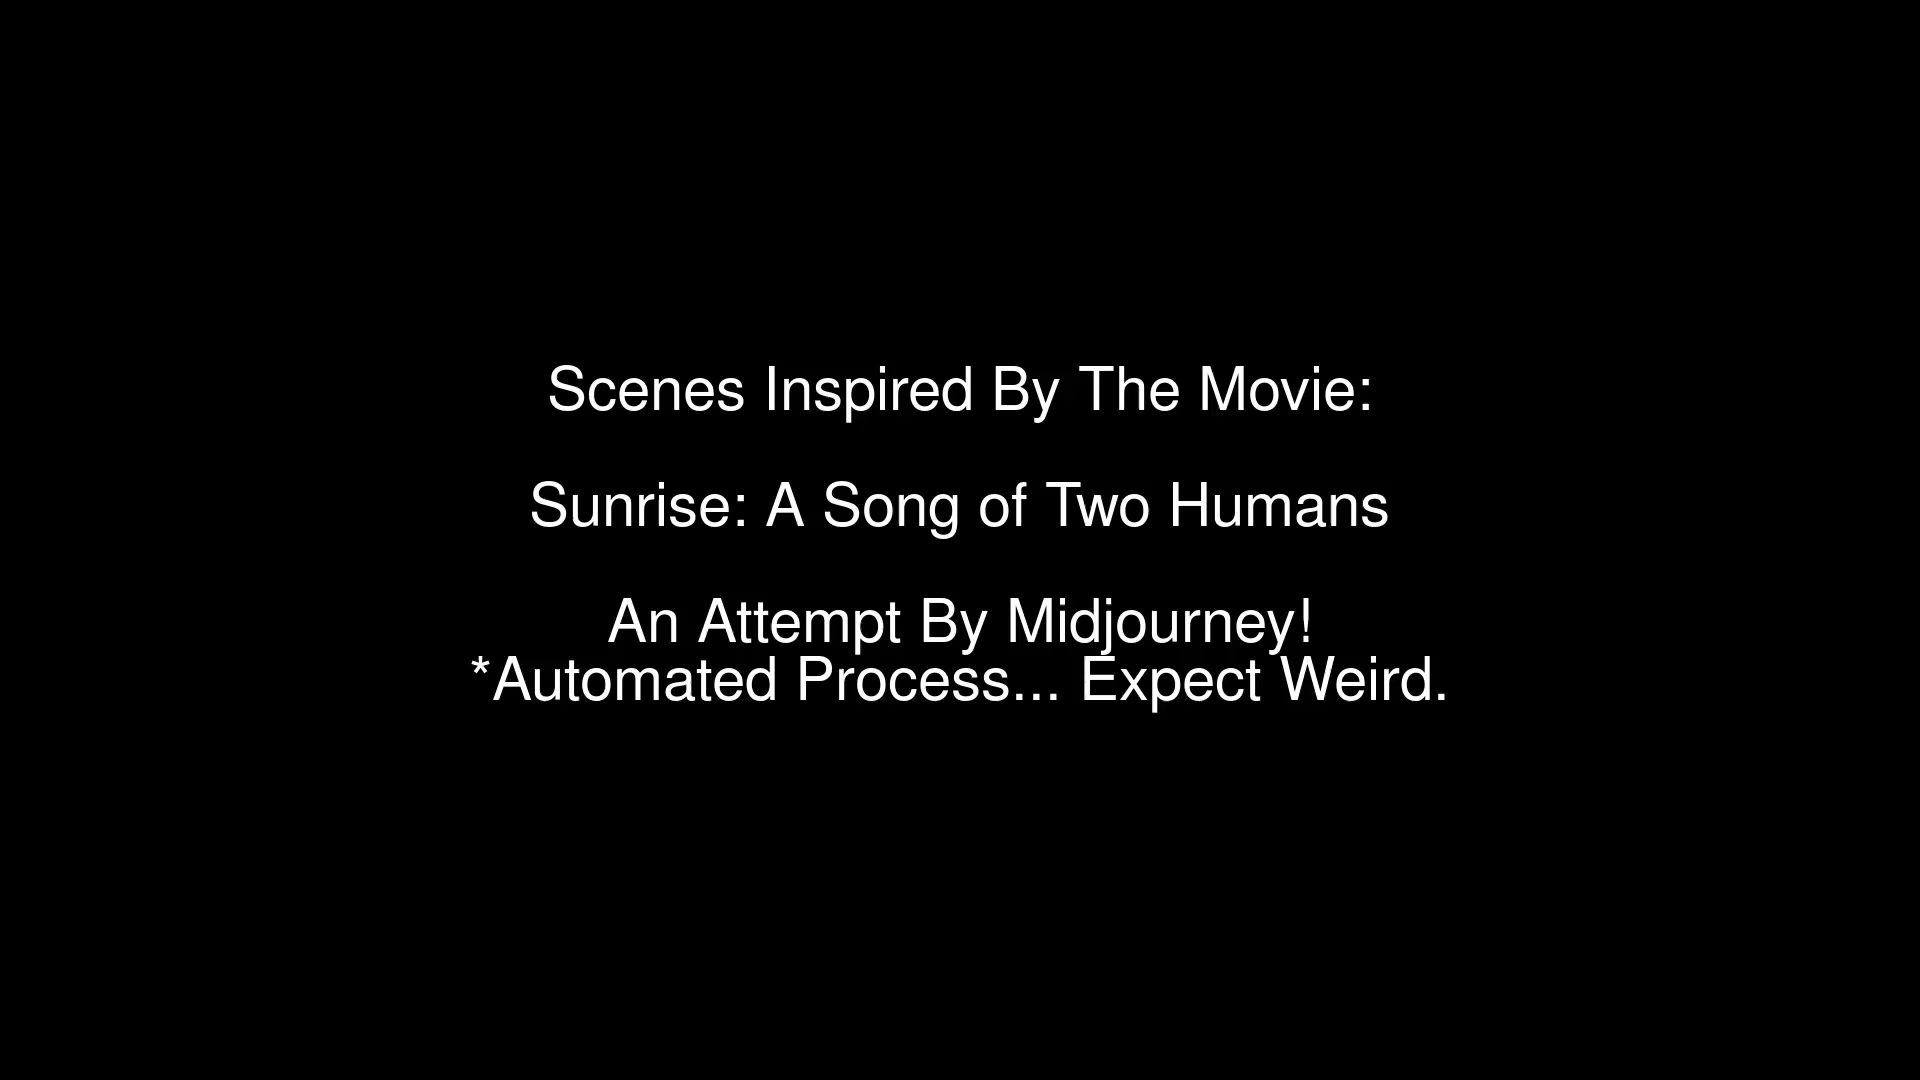 Scenes Inspired By The Movie:
Sunrise: A Song of Two Humans
An Attempt By Midjourney!
*Automated Process... Expect Weird.